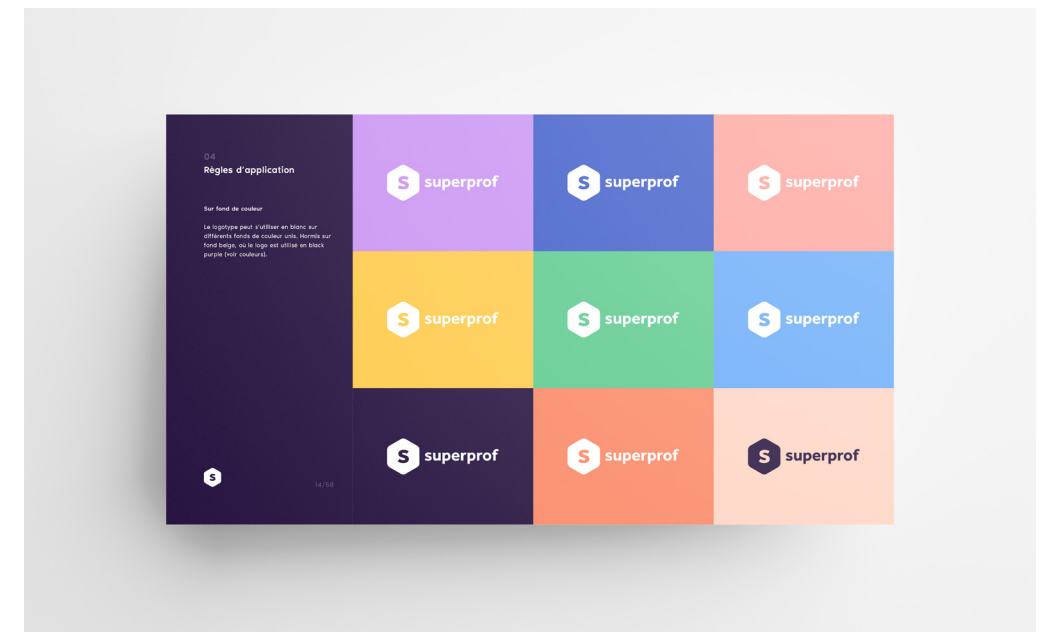 04
Règles d'application
Sur fond de couleur
Le logotype peut s'utiliser en blanc sur
différents fonds de couleur unis. Hormis sur
fond beige, où le logo est utilisé en black
purple (voir couleurs).
S
14/58
S superprof
S superprof
S superprof
S superprof
S superprof
S superprof
S superprof
S superprof
S superprof